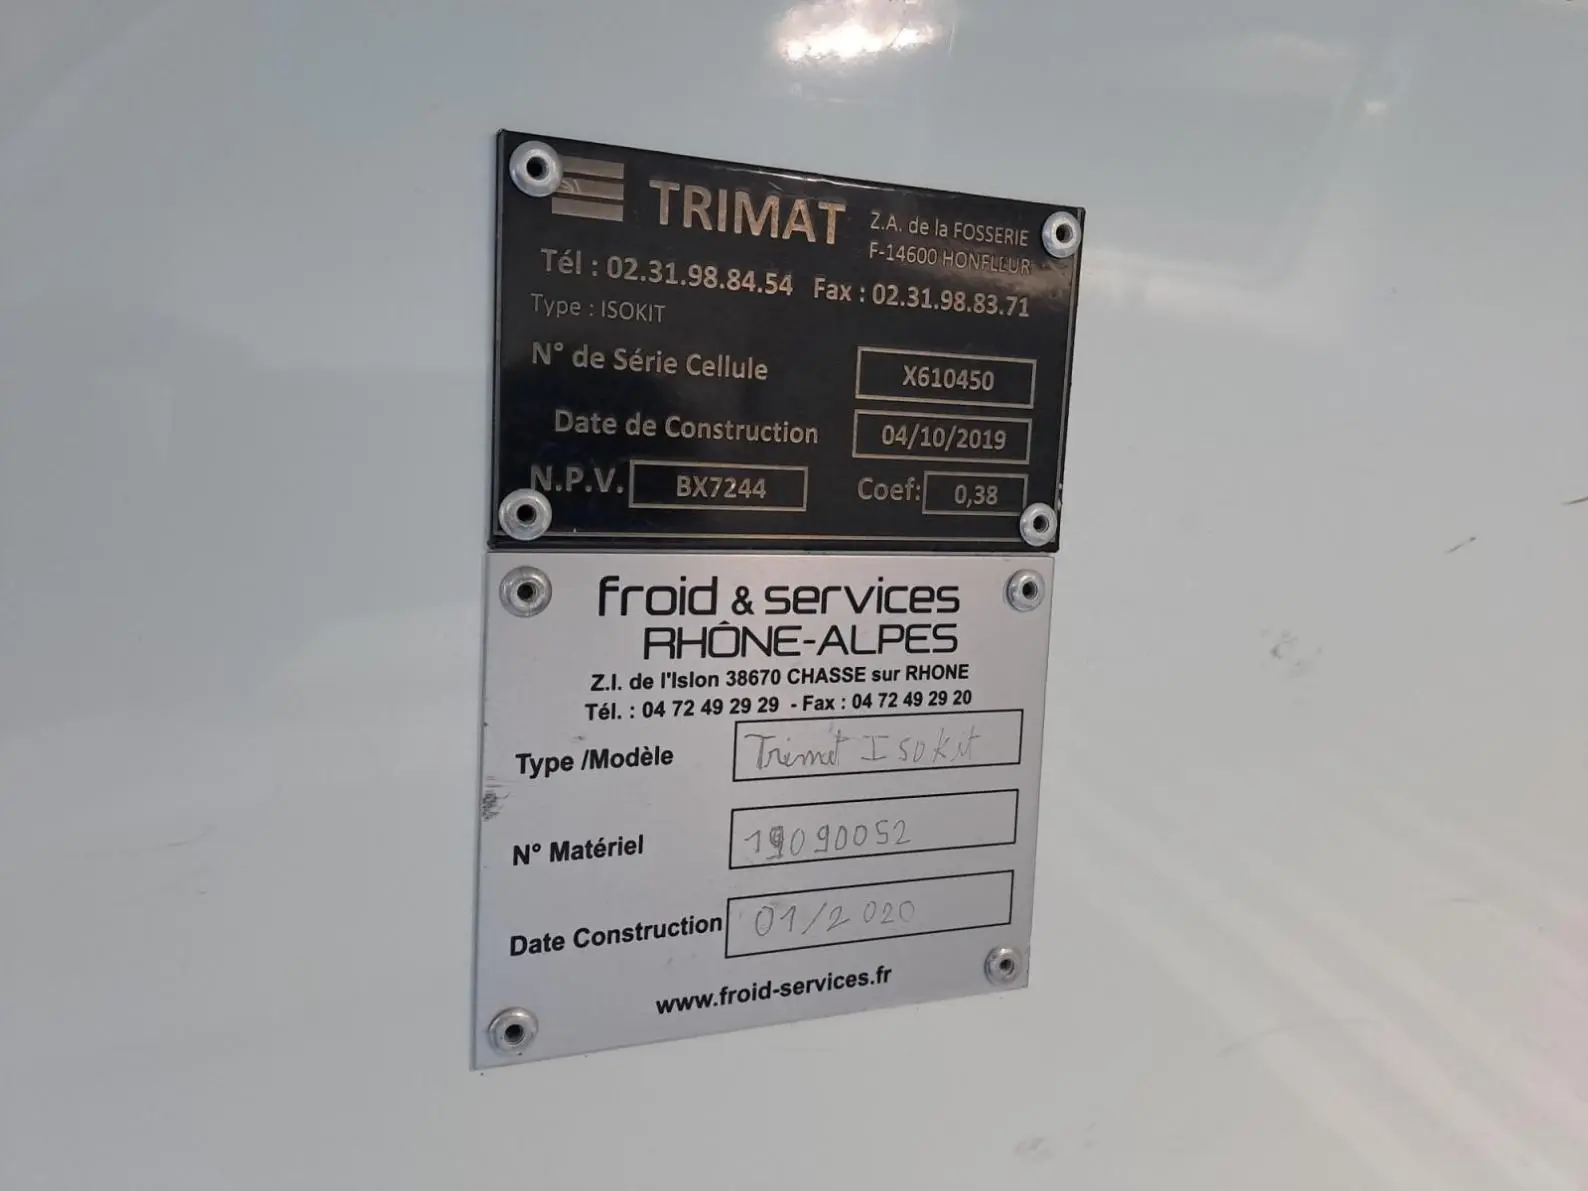 TRIMAT
Z.A. de la FOSSERIE
F-14600 HONFLEUR
Tél : 02.31.98.84.54 Fax : 02.31.98.83.71
Type : ISOKIT
N° de Série Cellule X610450
Date de Construction 04/10/2019
N.P.V. BX7244 Coef: 0,38
froid & services
RHÔNE-ALPES
Z.I. de l'Islon 38670 CHASSE sur RHONE
Tél. : 04 72 49 29 29 - Fax : 04 72 49 29 20
Type /Modèle Trimat ISOKit
N° Matériel 19090052
Date Construction 01/2020
www.froid-services.fr